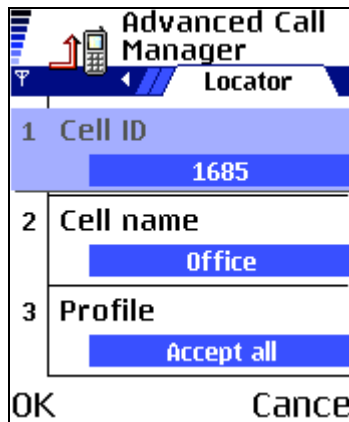 Advanced Call
Manager
Locator
1 Cell ID
1685
2 Cell name
Office
3 Profile
Accept all
OK Cance